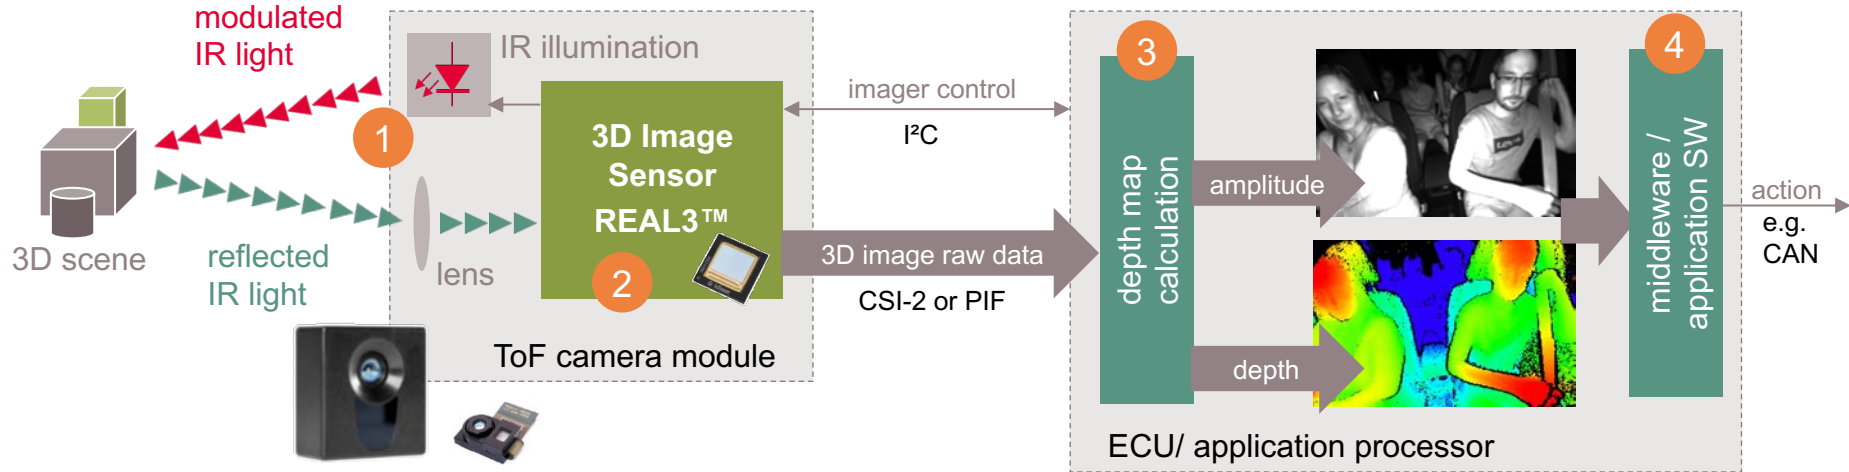 modulated
IR light
1
IR illumination
3D Image
Sensor
REAL3™
2
lens
3D scene
reflected
IR light
ToF camera module
imager control
I²C
3D image raw data
CSI-2 or PIF
3
depth map
calculation
amplitude
depth
4
middleware /
application SW
action
e.g.
CAN
ECU/ application processor